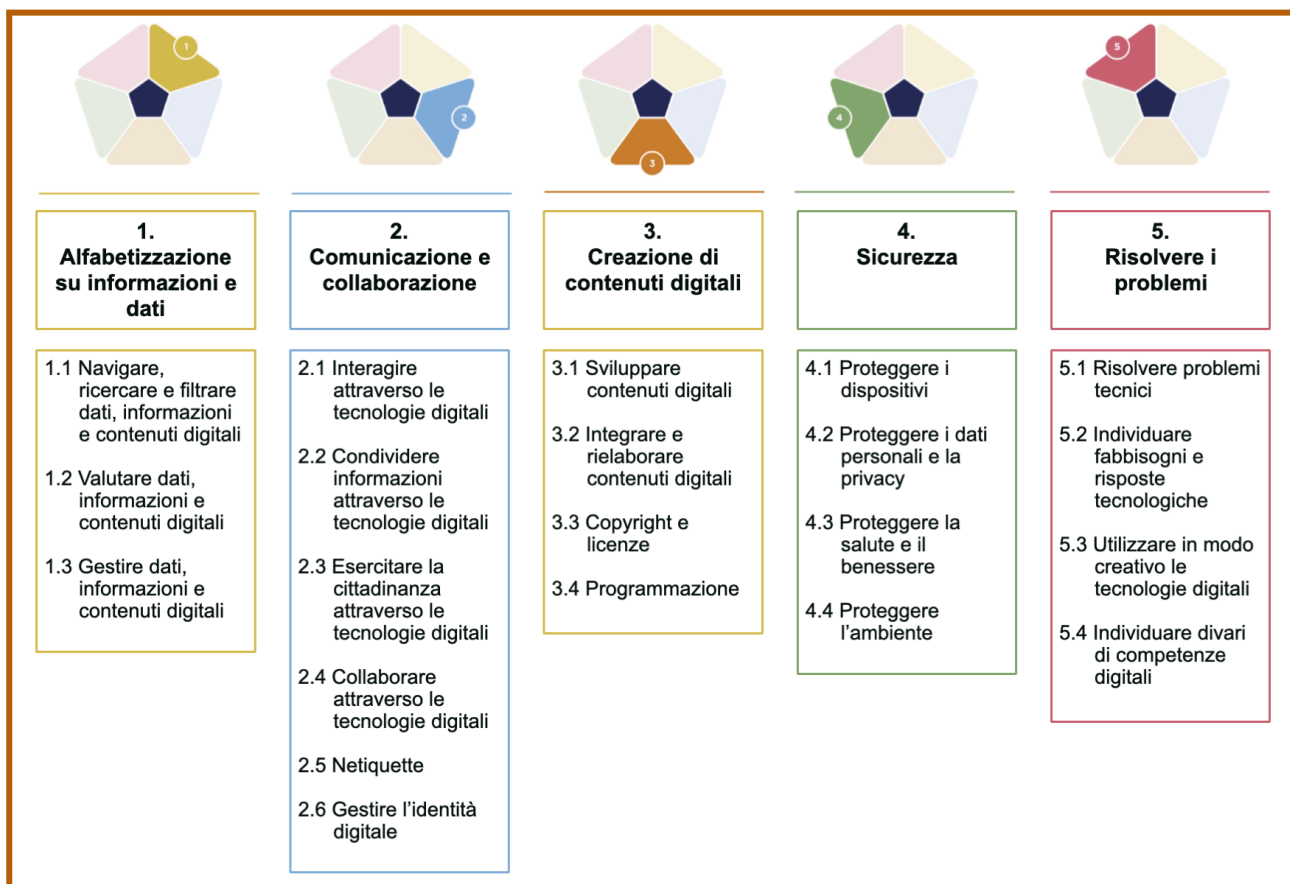 1
2
3
4
5
1.
Alfabetizzazione
su informazioni e
dati
1.1 Navigare,
ricercare e filtrare
dati, informazioni
e contenuti digitali
1.2 Valutare dati,
informazioni e
contenuti digitali
1.3 Gestire dati,
informazioni e
contenuti digitali
2.
Comunicazione e
collaborazione
2.1 Interagire
attraverso le
tecnologie digitali
2.2 Condividere
informazioni
attraverso le
tecnologie digitali
2.3 Esercitare la
cittadinanza
attraverso le
tecnologie digitali
2.4 Collaborare
attraverso le
tecnologie digitali
2.5 Netiquette
2.6 Gestire l’identità
digitale
3.
Creazione di
contenuti digitali
3.1 Sviluppare
contenuti digitali
3.2 Integrare e
rielaborare
contenuti digitali
3.3 Copyright e
licenze
3.4 Programmazione
4.
Sicurezza
4.1 Proteggere i
dispositivi
4.2 Proteggere i dati
personali e la
privacy
4.3 Proteggere la
salute e il
benessere
4.4 Proteggere
l’ambiente
5.
Risolvere i
problemi
5.1 Risolvere problemi
tecnici
5.2 Individuare
fabbisogni e
risposte
tecnologiche
5.3 Utilizzare in modo
creativo le
tecnologie digitali
5.4 Individuare divari
di competenze
digitali